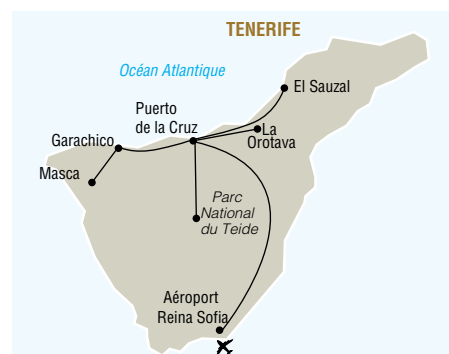 TENERIFE
Océan Atlantique
El Sauzal
Puerto
de la Cruz
La
Orotava
Garachico
Masca
Parc
National
du Teide
Aéroport
Reina Sofia